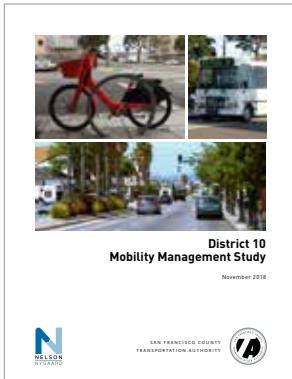 District 10
Mobility Management Study
November 2018
NELSON
NYGAARD
SAN FRANCISCO COUNTY
TRANSPORTATION AUTHORITY